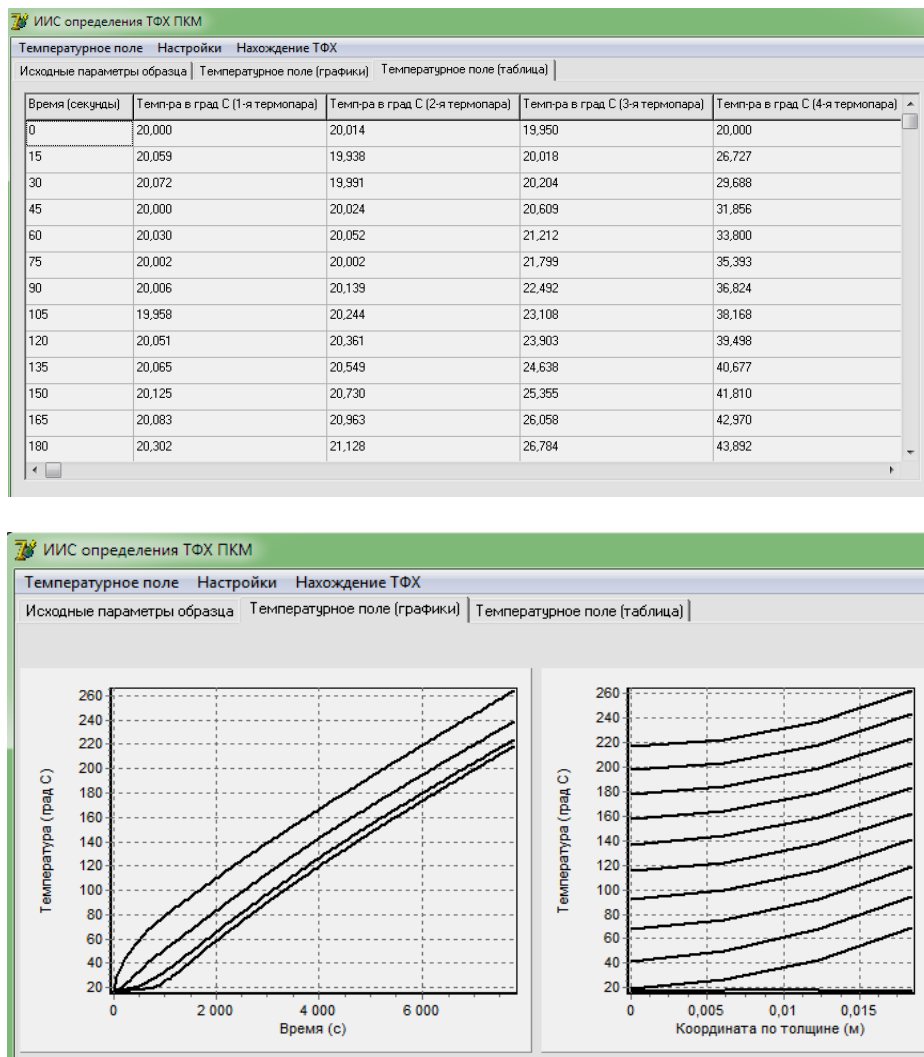 ИИС определения ТФХ ПКМ
Температурное поле Настройки Нахождение ТФХ
Исходные параметры образца Температурное поле (графики) Температурное поле (таблица)
Время (секунды) Темп-ра в град С (1-я термопара) Темп-ра в град С (2-я термопара) Темп-ра в град С (3-я термопара) Темп-ра в град С (4-я термопара)
0 20,000 20,014 19,950 20,000
15 20,059 19,938 20,018 26,727
30 20,072 19,991 20,204 29,688
45 20,000 20,024 20,609 31,856
60 20,030 20,052 21,212 33,800
75 20,002 20,002 21,799 35,393
90 20,006 20,139 22,492 36,824
105 19,958 20,244 23,108 38,168
120 20,051 20,361 23,903 39,498
135 20,065 20,549 24,638 40,677
150 20,125 20,730 25,355 41,810
165 20,083 20,963 26,058 42,970
180 20,302 21,128 26,784 43,892
ИИС определения ТФХ ПКМ
Температурное поле Настройки Нахождение ТФХ
Исходные параметры образца Температурное поле (графики) Температурное поле (таблица)
Температура (град С)
260
240
220
200
180
160
140
120
100
80
60
40
20
0 2 000 4 000 6 000
Время (с)
Температура (град С)
260
240
220
200
180
160
140
120
100
80
60
40
20
0 0,005 0,01 0,015
Координата по толщине (м)